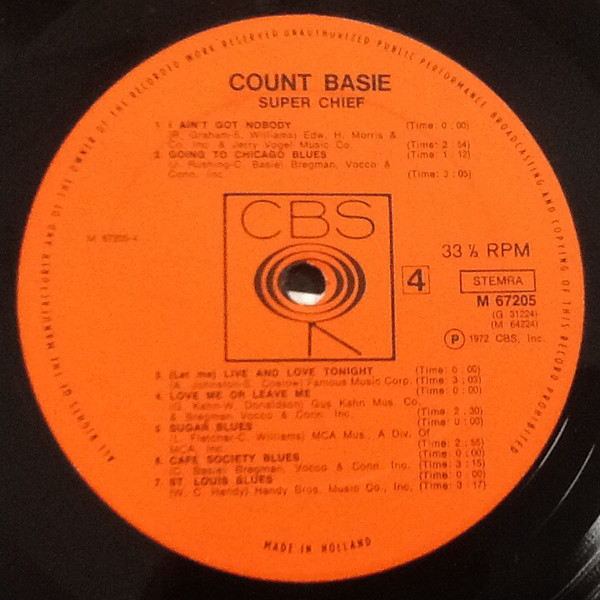 ALL RIGHTS OF THE MANUFACTURER AND OF THE OWNER OF THE RECORDED WORK RESERVED UNAUTHORIZED PUBLIC PERFORMANCE BROADCASTING AND COPYING OF THIS RECORD PROHIBITED
COUNT BASIE
SUPER CHIEF
1. I AIN'T GOT NOBODY (Time: 0:00)
(R. Graham-S. Williams) Edw. H. Morris &
Co. Inc & Jerry Vogel Music Co. (Time: 2:54)
2. GOING TO CHICAGO BLUES (Time: 1:12)
(J. Rushing-C. Basie) Bregman, Vocco &
Conn. Inc. (Time: 3:05)
CBS
M 67205-4
33⅓ RPM
4
STEMRA
M 67205
(G 31224)
(M 64224)
℗ 1972 CBS, Inc.
3. (Let me) LIVE AND LOVE TONIGHT (Time: 0:00)
(A. Johnston-S. Coslow) Famous Music Corp. (Time: 3:03)
4. LOVE ME OR LEAVE ME (Time: 0:00)
(G. Kahn-W. Donaldson) Gus Kahn Mus. Co.
& Bregman, Vocco & Conn. Inc. (Time: 2:30)
5. SUGAR BLUES (Time: 0:00)
(L. Fletcher-C. Williams) MCA Mus., A Div. Of
MCA, Inc. (Time: 2:55)
6. CAFE SOCIETY BLUES (Time: 0:00)
(C. Basie) Bregman, Vocco & Conn. Inc. (Time: 3:15)
7. ST. LOUIS BLUES (Time: 0:00)
(W. C. Handy) Handy Bros. Music Co., Inc. (Time: 3:17)
MADE IN HOLLAND